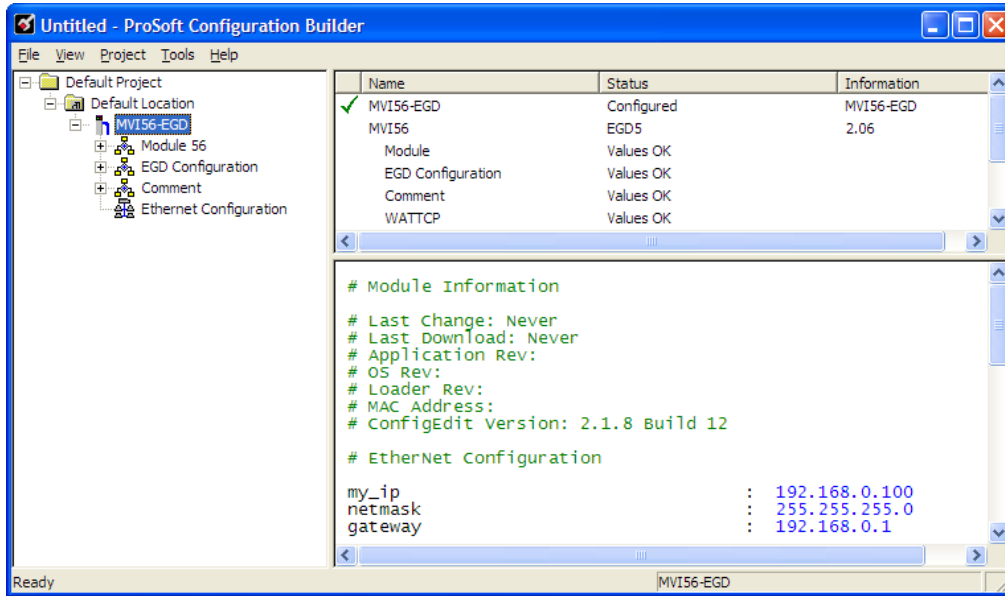 Untitled - ProSoft Configuration Builder
File View Project Tools Help
Default Project
Default Location
MVI56-EGD
Module 56
EGD Configuration
Comment
Ethernet Configuration
Name Status Information
MVI56-EGD Configured MVI56-EGD
MVI56 EGD5 2.06
Module Values OK
EGD Configuration Values OK
Comment Values OK
WATTCP Values OK
# Module Information
# Last Change: Never
# Last Download: Never
# Application Rev:
# OS Rev:
# Loader Rev:
# MAC Address:
# ConfigEdit Version: 2.1.8 Build 12
# EtherNet Configuration
my_ip : 192.168.0.100
netmask : 255.255.255.0
gateway : 192.168.0.1
Ready MVI56-EGD